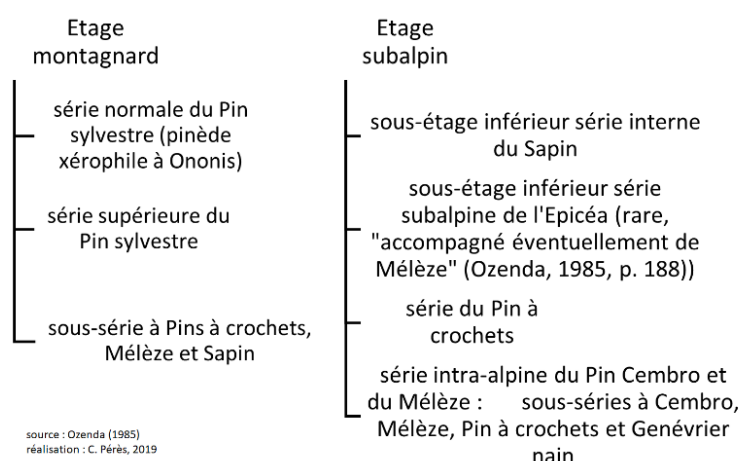 Etage
montagnard
série normale du Pin
sylvestre (pinède
xérophile à Ononis)
série supérieure du
Pin sylvestre
sous-série à Pins à crochets,
Mélèze et Sapin
source : Ozenda (1985)
réalisation : C. Pérès, 2019
Etage
subalpin
sous-étage inférieur série interne
du Sapin
sous-étage inférieur série
subalpine de l'Epicéa (rare,
"accompagné éventuellement de
Mélèze" (Ozenda, 1985, p. 188))
série du Pin à
crochets
série intra-alpine du Pin Cembro et
du Mélèze : sous-séries à Cembro,
Mélèze, Pin à crochets et Genévrier
nain